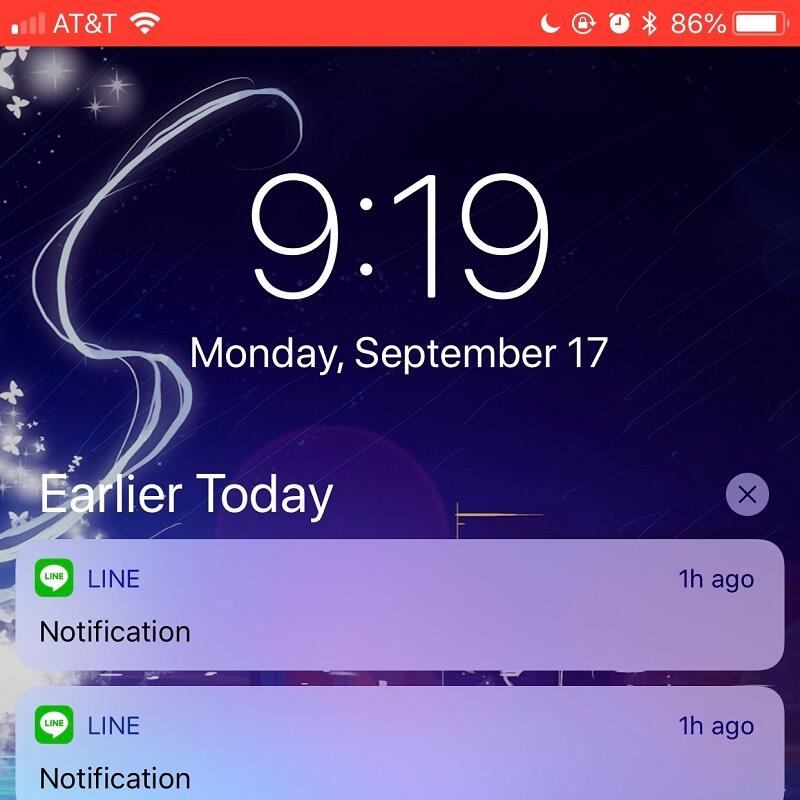 AT&T 86%
9:19
Monday, September 17
Earlier Today
LINE LINE 1h ago
Notification
LINE LINE 1h ago
Notification